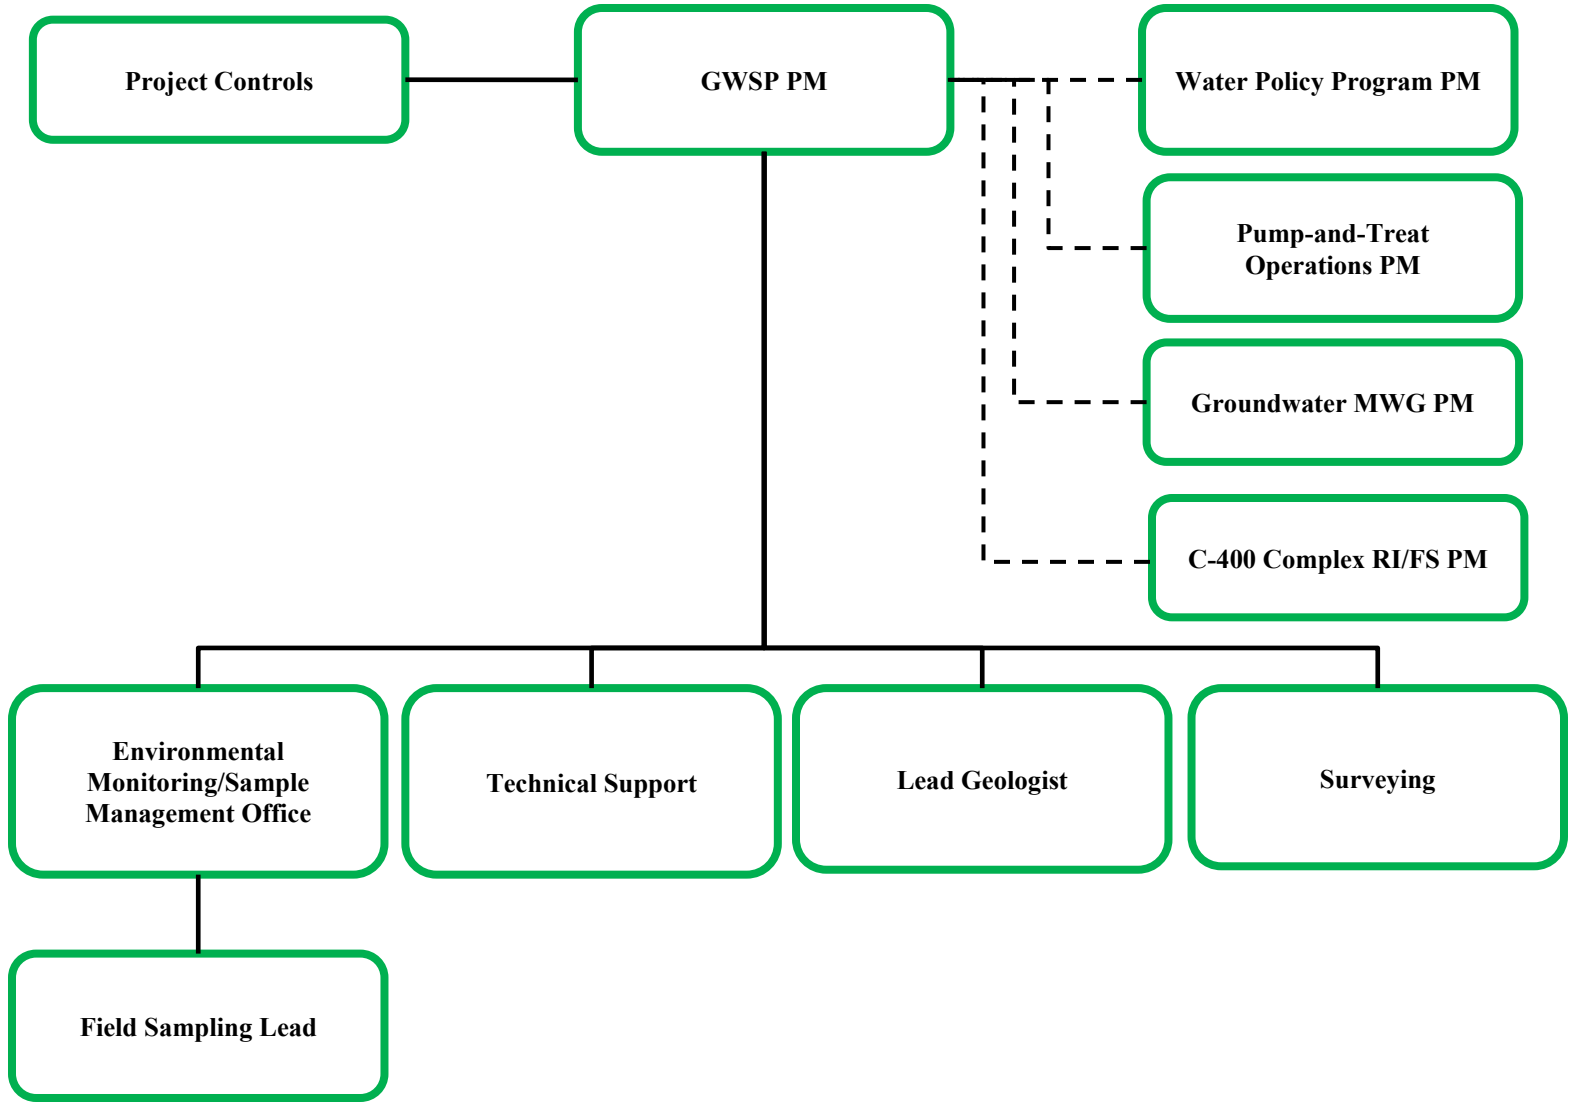 Project Controls
GWSP PM
Water Policy Program PM
Pump-and-Treat
Operations PM
Groundwater MWG PM
C-400 Complex RI/FS PM
Environmental
Monitoring/Sample
Management Office
Technical Support
Lead Geologist
Surveying
Field Sampling Lead